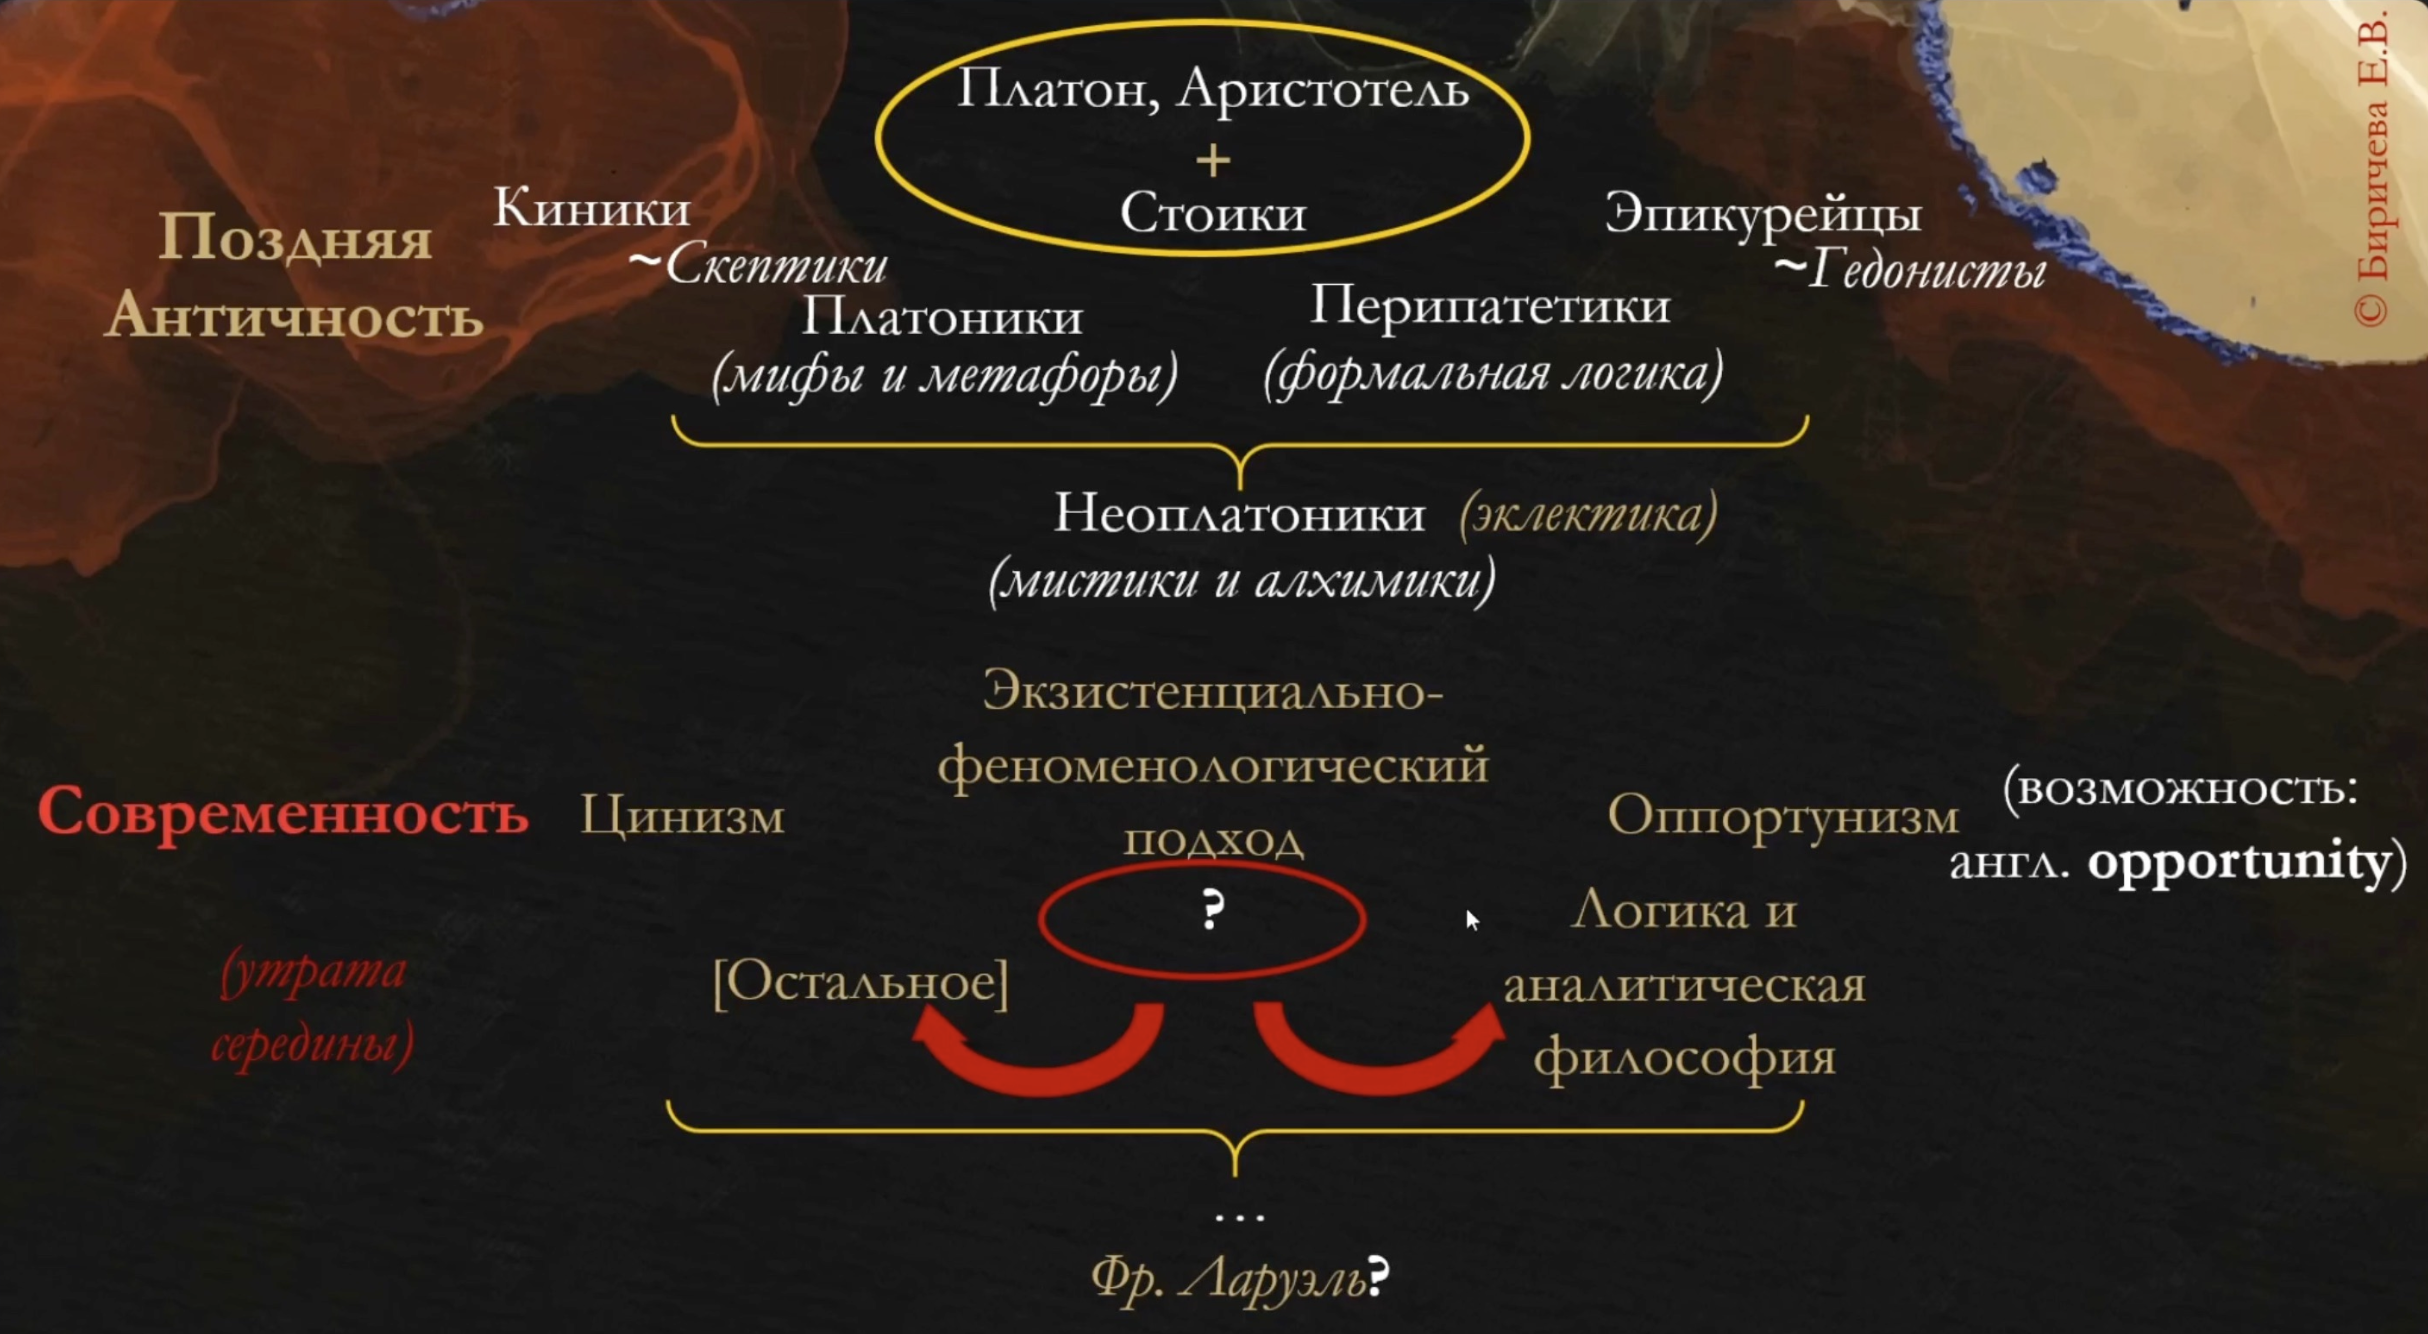 Платон, Аристотель
+
Стоики
Киники
~Скептики
Эпикурейцы
~Гедонисты
Поздняя
Античность
Платоники
(мифы и метафоры)
Перипатетики
(формальная логика)
Неоплатоники (эклектика)
(мистики и алхимики)
Экзистенциально-
феноменологический
подход
?
Современность
(утрата
середины)
Цинизм
[Остальное]
Оппортунизм
(возможность:
англ. opportunity)
Логика и
аналитическая
философия
...
Фр. Ларуэль?
© Биричева Е.В.